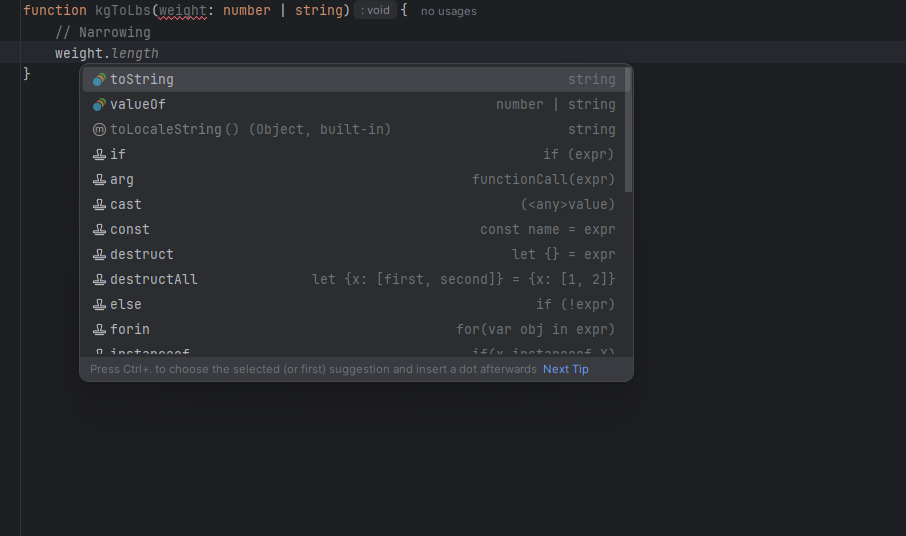 function kgToLbs(weight: number | string) : void { no usages
// Narrowing
weight.length
}
toString string
valueOf number | string
toLocaleString() (Object, built-in) string
if if (expr)
arg functionCall(expr)
cast (<any>value)
const const name = expr
destruct let {} = expr
destructAll let {x: [first, second]} = {x: [1, 2]}
else if (!expr)
forin for(var obj in expr)
instanceof if(x instanceof X)
Press Ctrl+. to choose the selected (or first) suggestion and insert a dot afterwards Next Tip